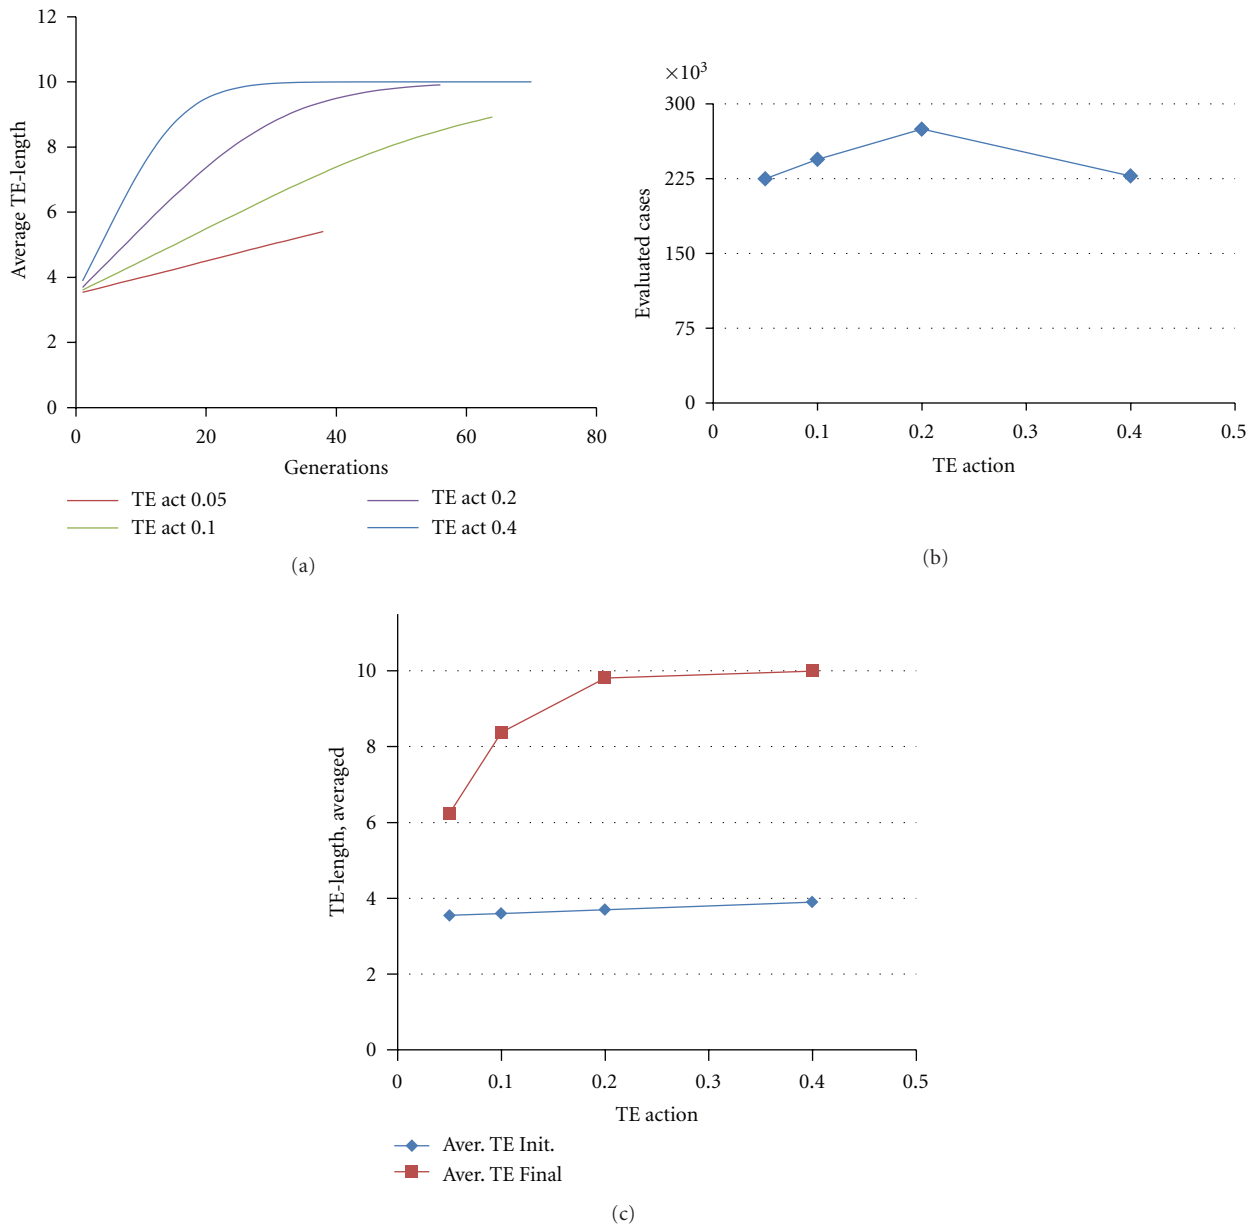 12
10
8
6
4
2
0
Average TE-length
0 20 40 60 80
Generations
TE act 0.05
TE act 0.1
TE act 0.2
TE act 0.4
(a)
×10³
300
225
150
75
0
Evaluated cases
0 0.1 0.2 0.3 0.4 0.5
TE action
(b)
10
8
6
4
2
0
TE-length, averaged
0 0.1 0.2 0.3 0.4 0.5
TE action
Aver. TE Init.
Aver. TE Final
(c)